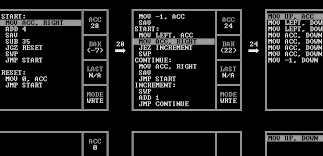 START:
MOV ACC, RIGHT
ADD 4
SAV
SUB 35
JGZ RESET
SWP
JMP START
RESET:
MOV 0, ACC
JMP START
ACC
28
BAK
(-7)
LAST
N/A
MODE
WRTE
20
MOV -1, ACC
SAV
START:
MOV LEFT, ACC
MOV ACC, RIGHT
JEZ INCREMENT
SWP
CONTINUE:
MOV ACC, RIGHT
SAV
JMP START
INCREMENT:
SWP
ADD 1
JMP CONTINUE
ACC
24
BAK
(22)
LAST
N/A
MODE
WRTE
24
MOV UP, ACC
MOV ACC, DOWN
MOV LEFT, DOWN
MOV ACC, DOWN
MOV ACC, DOWN
MOV -1, DOWN
ACC
0
ACC
MOV UP, DOWN